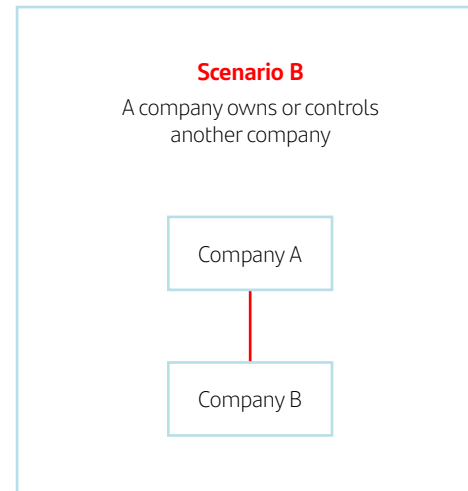 Scenario B
A company owns or controls
another company
Company A
Company B